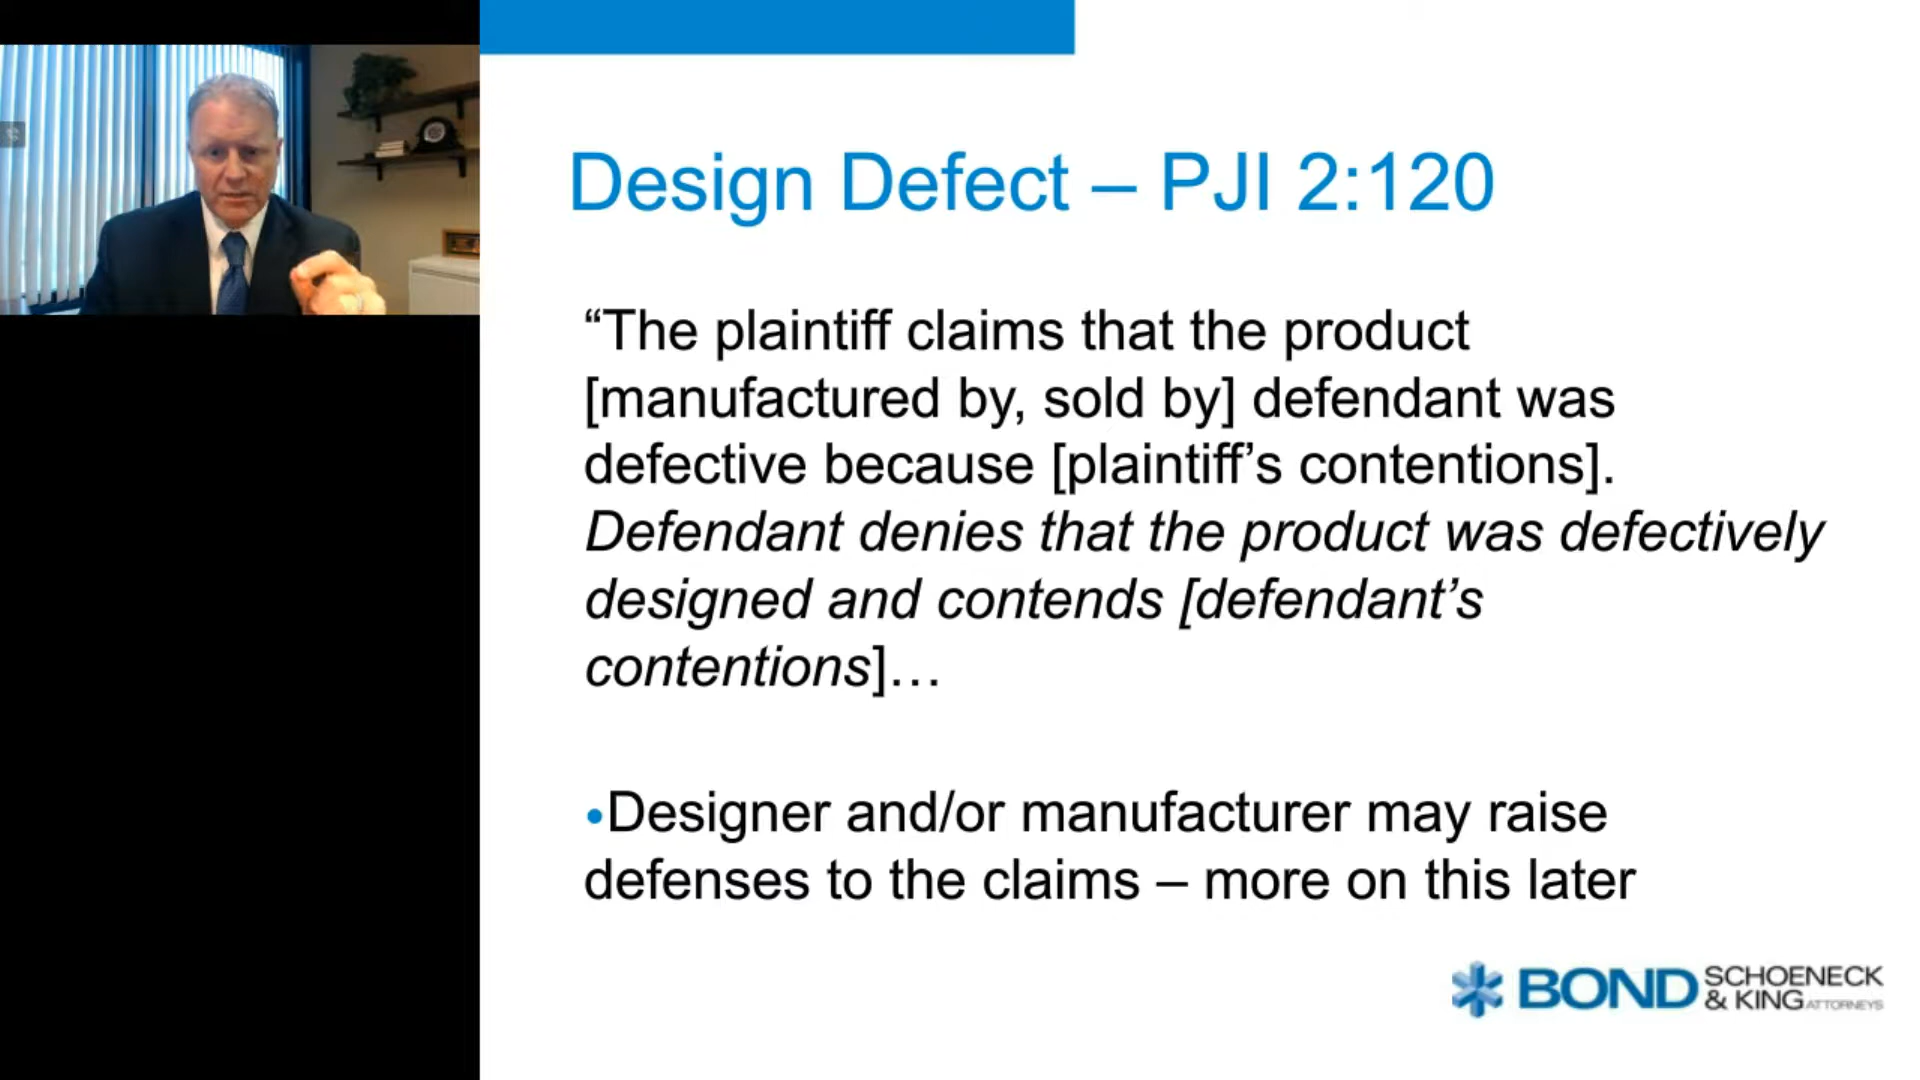 Design Defect – PJI 2:120
“The plaintiff claims that the product
[manufactured by, sold by] defendant was
defective because [plaintiff’s contentions].
Defendant denies that the product was defectively
designed and contends [defendant’s
contentions]…
•Designer and/or manufacturer may raise
defenses to the claims – more on this later
BOND SCHOENECK
& KING ATTORNEYS